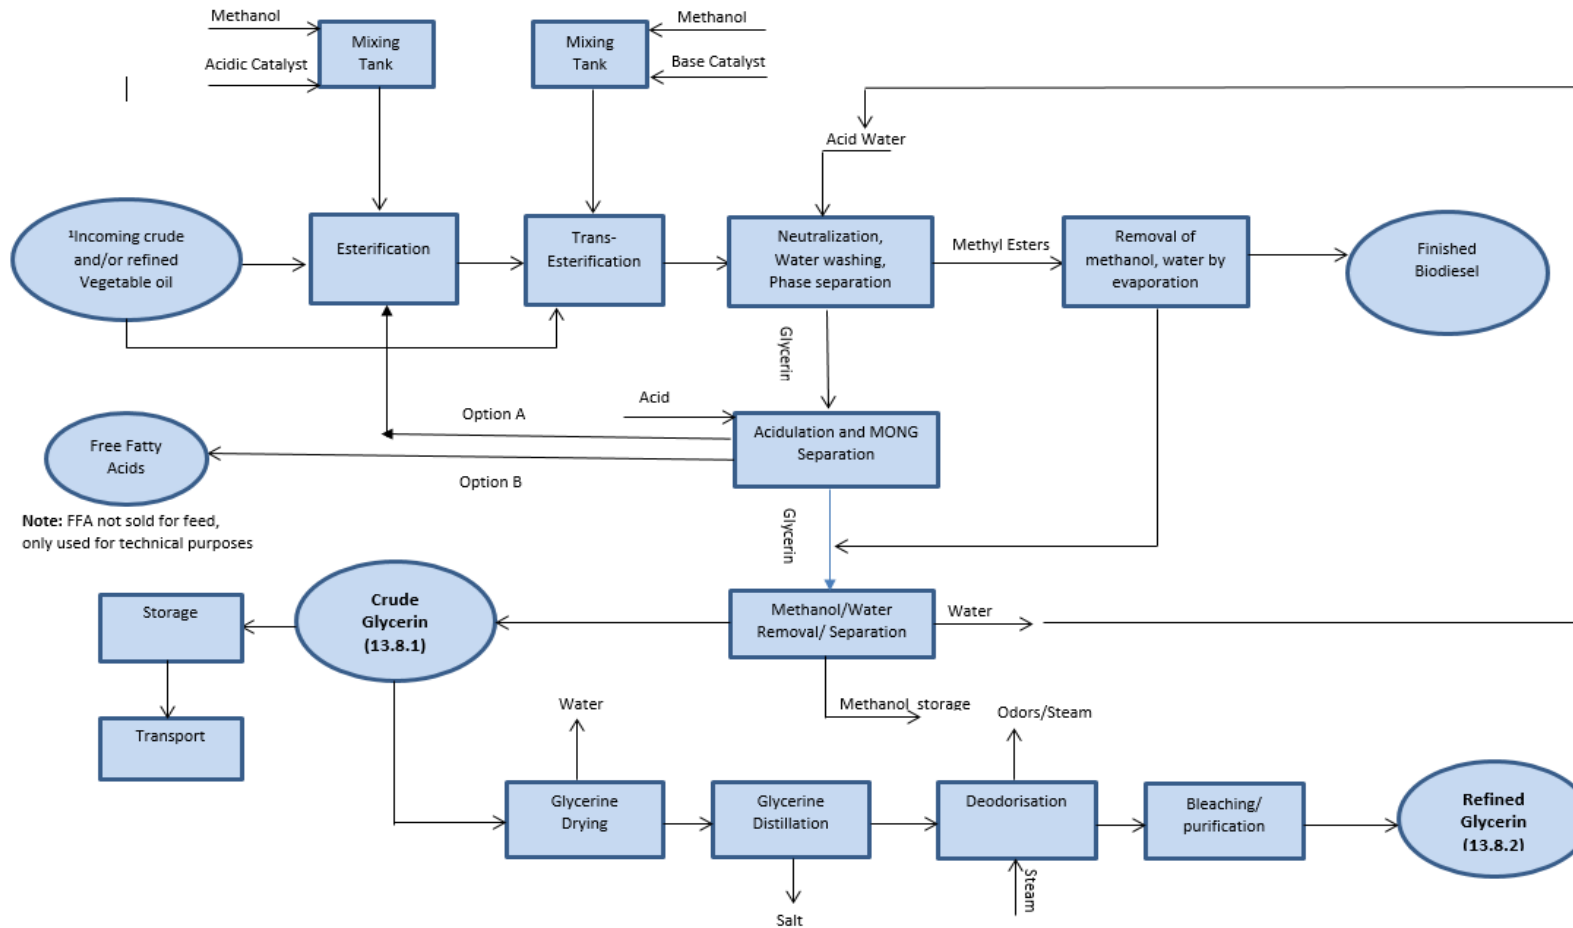 Methanol
Acidic Catalyst
Mixing
Tank
Mixing
Tank
Methanol
Base Catalyst
Acid Water
¹Incoming crude
and/or refined
Vegetable oil
Esterification
Trans-
Esterification
Neutralization,
Water washing,
Phase separation
Methyl Esters
Removal of
methanol, water by
evaporation
Finished
Biodiesel
Glycerin
Acid
Option A
Acidulation and MONG
Separation
Free Fatty
Acids
Option B
Note: FFA not sold for feed,
only used for technical purposes
Glycerin
Storage
Crude
Glycerin
(13.8.1)
Methanol/Water
Removal/ Separation
Water
Methanol storage
Transport
Water
Odors/Steam
Glycerine
Drying
Glycerine
Distillation
Deodorisation
Bleaching/
purification
Refined
Glycerin
(13.8.2)
Steam
Salt